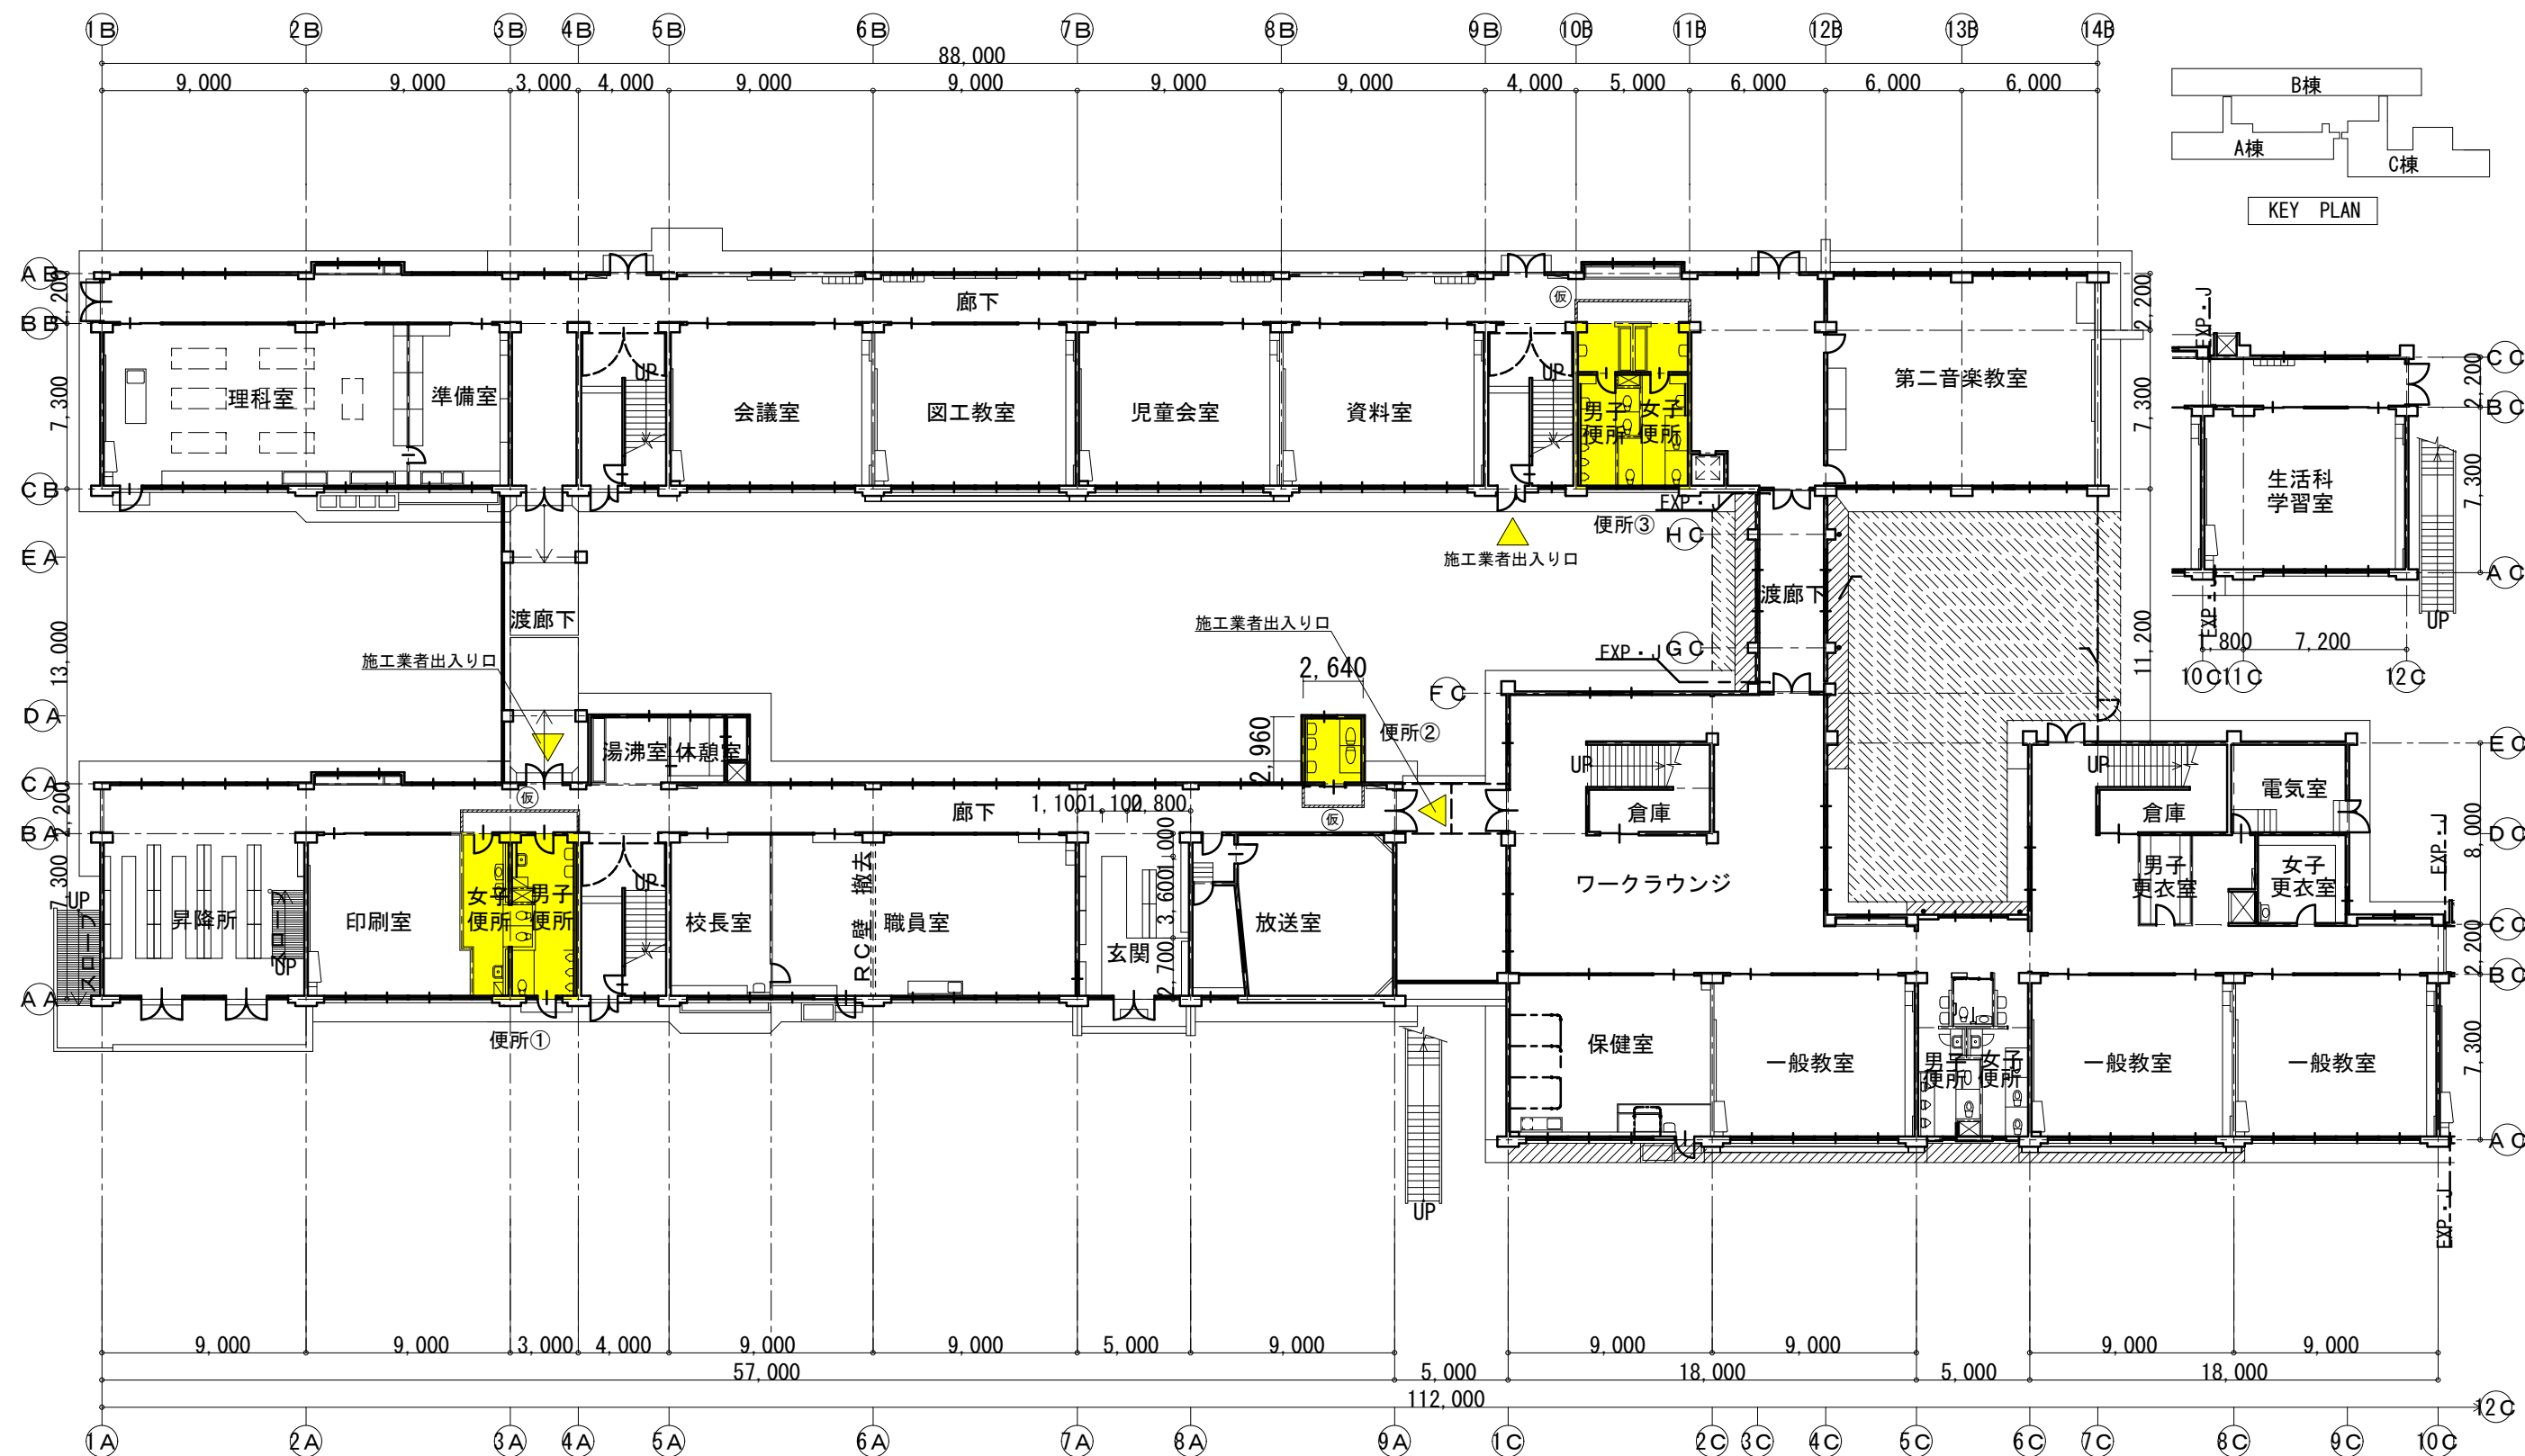 1B 2B 3B 4B 5B 6B 7B 8B 9B 10B 11B 12B 13B 14B
88,000
9,000 9,000 3,000 4,000 9,000 9,000 9,000 9,000 4,000 5,000 6,000 6,000 6,000
B棟
A棟
C棟
KEY PLAN
AB
2,200
廊下
仮
2,200
BB
7,300
理科室
準備室
UP
会議室
図工教室
児童会室
資料室
UP
男子
便所
女子
便所
第二音楽教室
7,300
CB
EXP・J
便所③
施工業者出入り口
HC
EXP・J
CC
2,200
BC
生活科
学習室
7,300
AC
EXP・J
UP
1,800 7,200
10C 11C 12C
EA
13,000
渡廊下
施工業者出入り口
施工業者出入り口
渡廊下
EXP・J
GC
11,200
2,640
FC
DA
湯沸室
休憩室
2,960
便所②
EC
UP
倉庫
UP
倉庫
電気室
CA
2,200
仮
廊下
1,100 1,100 2,800
仮
BA
7,300
UP
スロープ
昇降所
スロープ
UP
印刷室
女子
便所
男子
便所
UP
校長室
RC壁 撤去
職員室
1,000
3,600
2,700
玄関
放送室
ワークラウンジ
男子
更衣室
女子
更衣室
DC
8,000
EXP・J
CC
2,200
BC
AA
便所①
保健室
一般教室
男子
便所
女子
便所
一般教室
一般教室
7,300
AC
UP
EXP・J
9,000 9,000 3,000 4,000 9,000 9,000 5,000 9,000 9,000 9,000 9,000 9,000
57,000 5,000 18,000 5,000 18,000
112,000
12C
1A 2A 3A 4A 5A 6A 7A 8A 9A 1C 2C 3C 4C 5C 6C 7C 8C 9C 10C